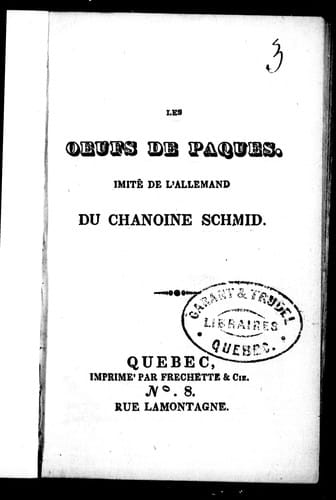 3
LES
OEUFS DE PAQUES.
IMITÉ DE L'ALLEMAND
DU CHANOINE SCHMID.
GARANT & TRUDEL
LIBRAIRES
QUEBEC.
QUEBEC,
IMPRIME' PAR FRECHETTE & CIE.
No. 8.
RUE LAMONTAGNE.